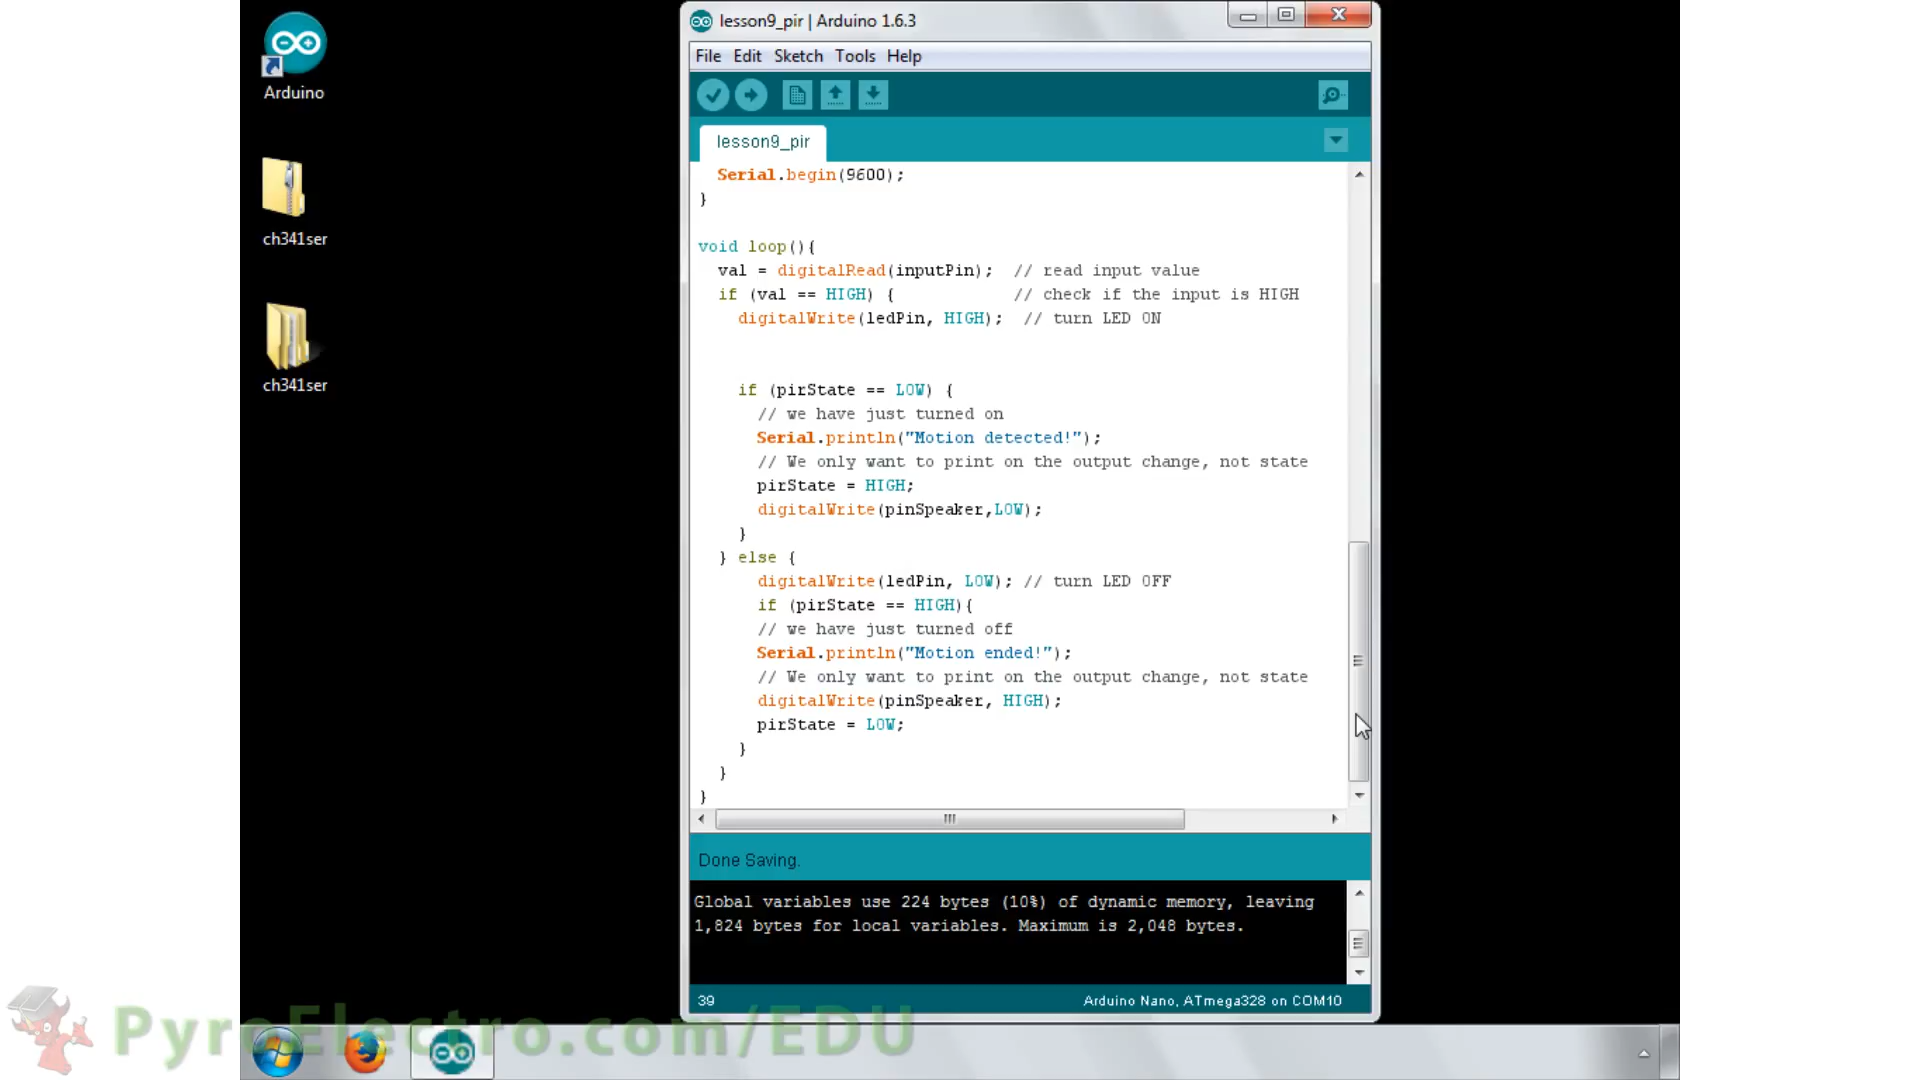 Arduino
ch341ser
ch341ser
lesson9_pir | Arduino 1.6.3
File Edit Sketch Tools Help
lesson9_pir
Serial.begin(9600);
}
void loop(){
val = digitalRead(inputPin); // read input value
if (val == HIGH) { // check if the input is HIGH
digitalWrite(ledPin, HIGH); // turn LED ON
if (pirState == LOW) {
// we have just turned on
Serial.println("Motion detected!");
// We only want to print on the output change, not state
pirState = HIGH;
digitalWrite(pinSpeaker,LOW);
}
} else {
digitalWrite(ledPin, LOW); // turn LED OFF
if (pirState == HIGH){
// we have just turned off
Serial.println("Motion ended!");
// We only want to print on the output change, not state
digitalWrite(pinSpeaker, HIGH);
pirState = LOW;
}
}
}
Done Saving.
Global variables use 224 bytes (10%) of dynamic memory, leaving
1,824 bytes for local variables. Maximum is 2,048 bytes.
39 Arduino Nano, ATmega328 on COM10
PyroElectro.com/EDU